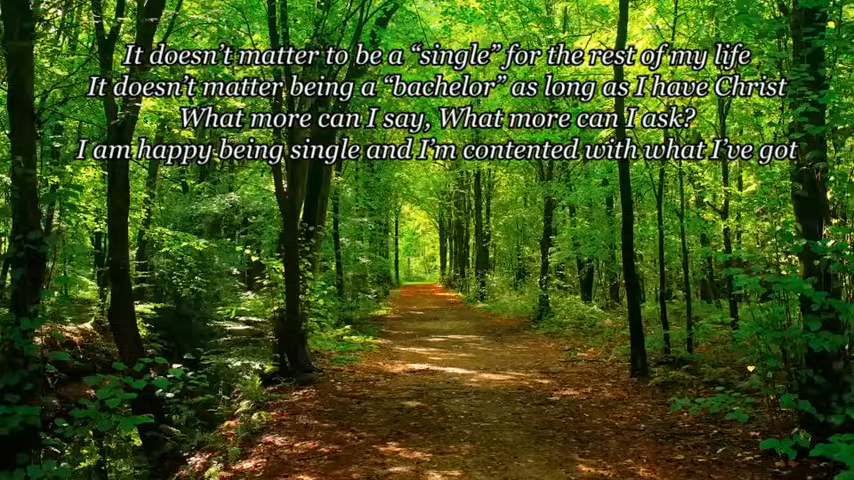 It doesn’t matter to be a “single” for the rest of my life
It doesn’t matter being a “bachelor” as long as I have Christ
What more can I say, What more can I ask?
I am happy being single and I’m contented with what I’ve got